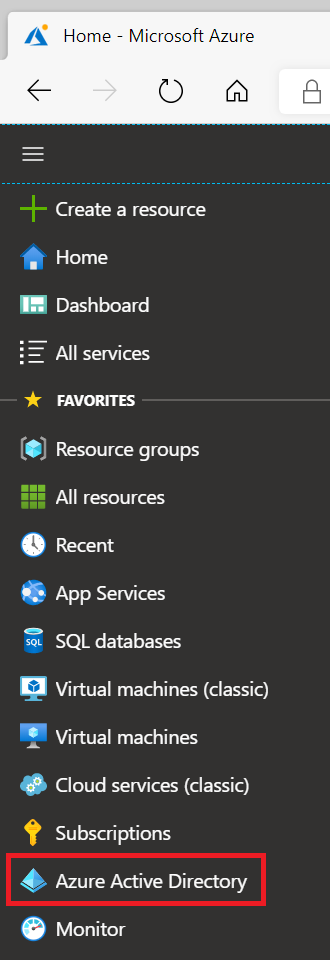 Home - Microsoft Azure
Create a resource
Home
Dashboard
All services
FAVORITES
Resource groups
All resources
Recent
App Services
SQL databases
Virtual machines (classic)
Virtual machines
Cloud services (classic)
Subscriptions
Azure Active Directory
Monitor